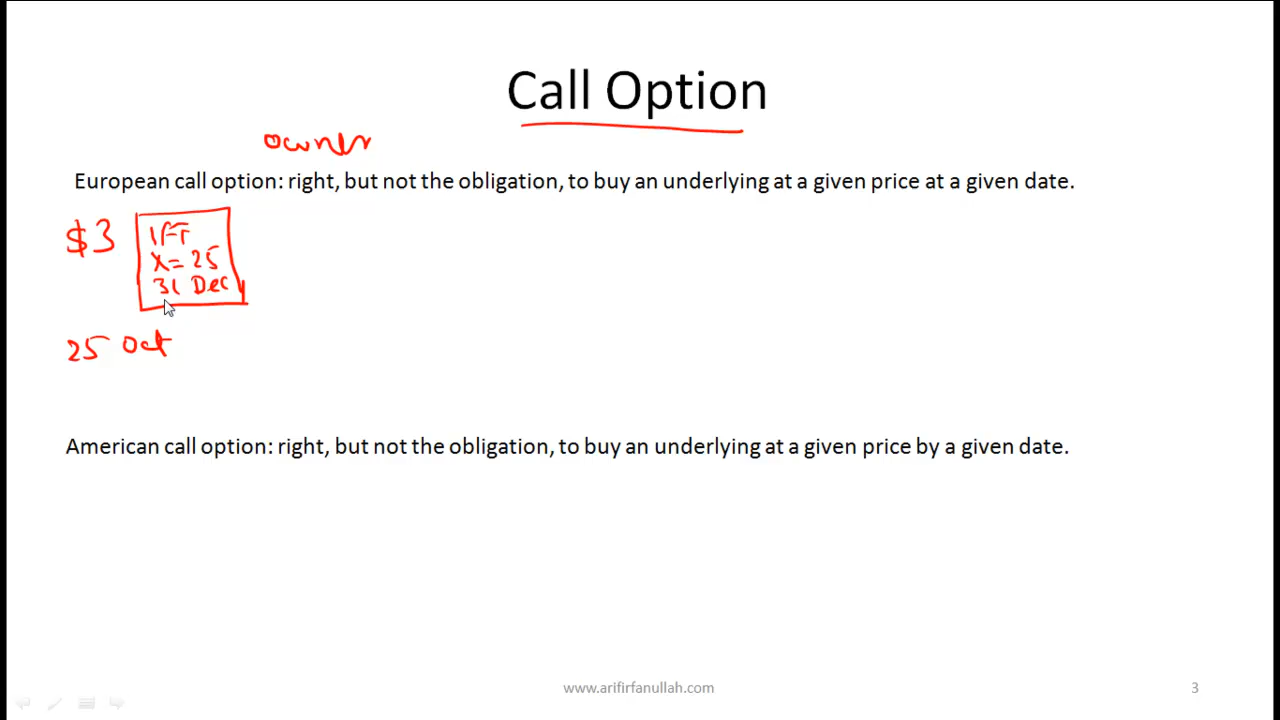 Call Option
owner
European call option: right, but not the obligation, to buy an underlying at a given price at a given date.
$3
IFT
X = 25
31 Dec
25 Oct
American call option: right, but not the obligation, to buy an underlying at a given price by a given date.
www.arifirfanullah.com
3